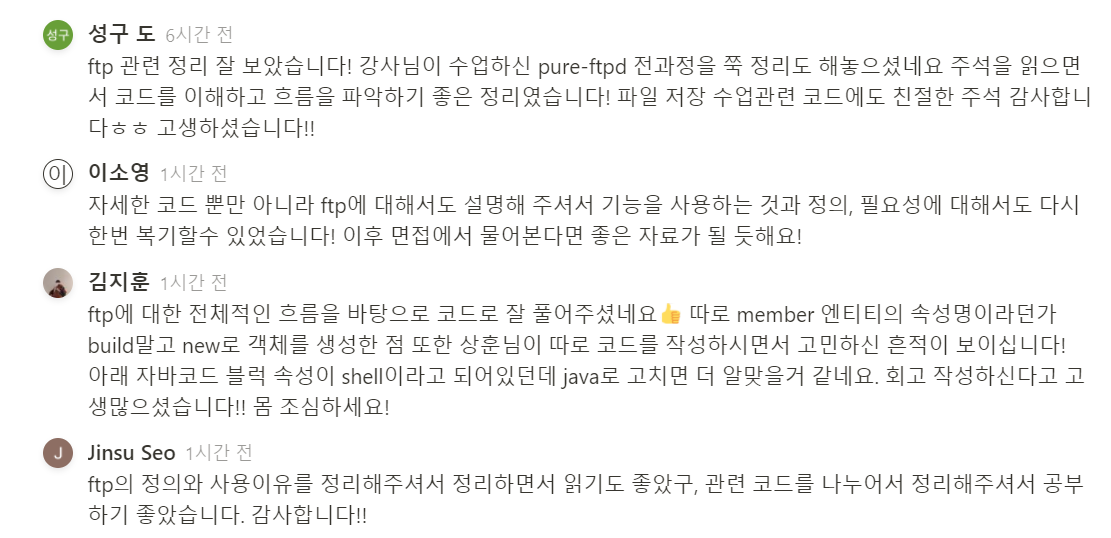 성구 성구 도 6시간 전
ftp 관련 정리 잘 보았습니다! 강사님이 수업하신 pure-ftpd 전과정을 쭉 정리도 해놓으셨네요 주석을 읽으면
서 코드를 이해하고 흐름을 파악하기 좋은 정리였습니다! 파일 저장 수업관련 코드에도 친절한 주석 감사합니
다ㅎㅎ 고생하셨습니다!!
이 이소영 1시간 전
자세한 코드 뿐만 아니라 ftp에 대해서도 설명해 주셔서 기능을 사용하는 것과 정의, 필요성에 대해서도 다시
한번 복기할수 있었습니다! 이후 면접에서 물어본다면 좋은 자료가 될 듯해요!
김지훈 1시간 전
ftp에 대한 전체적인 흐름을 바탕으로 코드로 잘 풀어주셨네요👍 따로 member 엔티티의 속성명이라던가
build말고 new로 객체를 생성한 점 또한 상훈님이 따로 코드를 작성하시면서 고민하신 흔적이 보이십니다!
아래 자바코드 블럭 속성이 shell이라고 되어있던데 java로 고치면 더 알맞을거 같네요. 회고 작성하신다고 고
생많으셨습니다!! 몸 조심하세요!
J Jinsu Seo 1시간 전
ftp의 정의와 사용이유를 정리해주셔서 정리하면서 읽기도 좋았구, 관련 코드를 나누어서 정리해주셔서 공부
하기 좋았습니다. 감사합니다!!